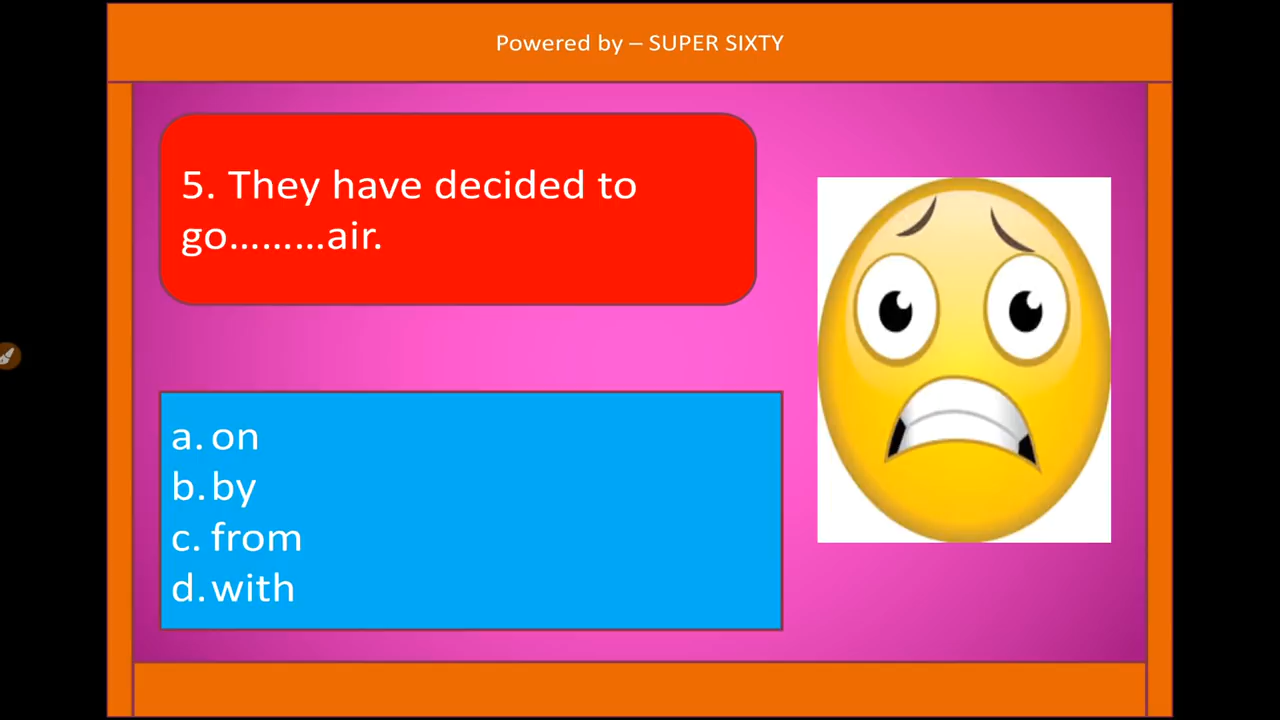 Powered by – SUPER SIXTY
5. They have decided to
go.........air.
a. on
b. by
c. from
d. with